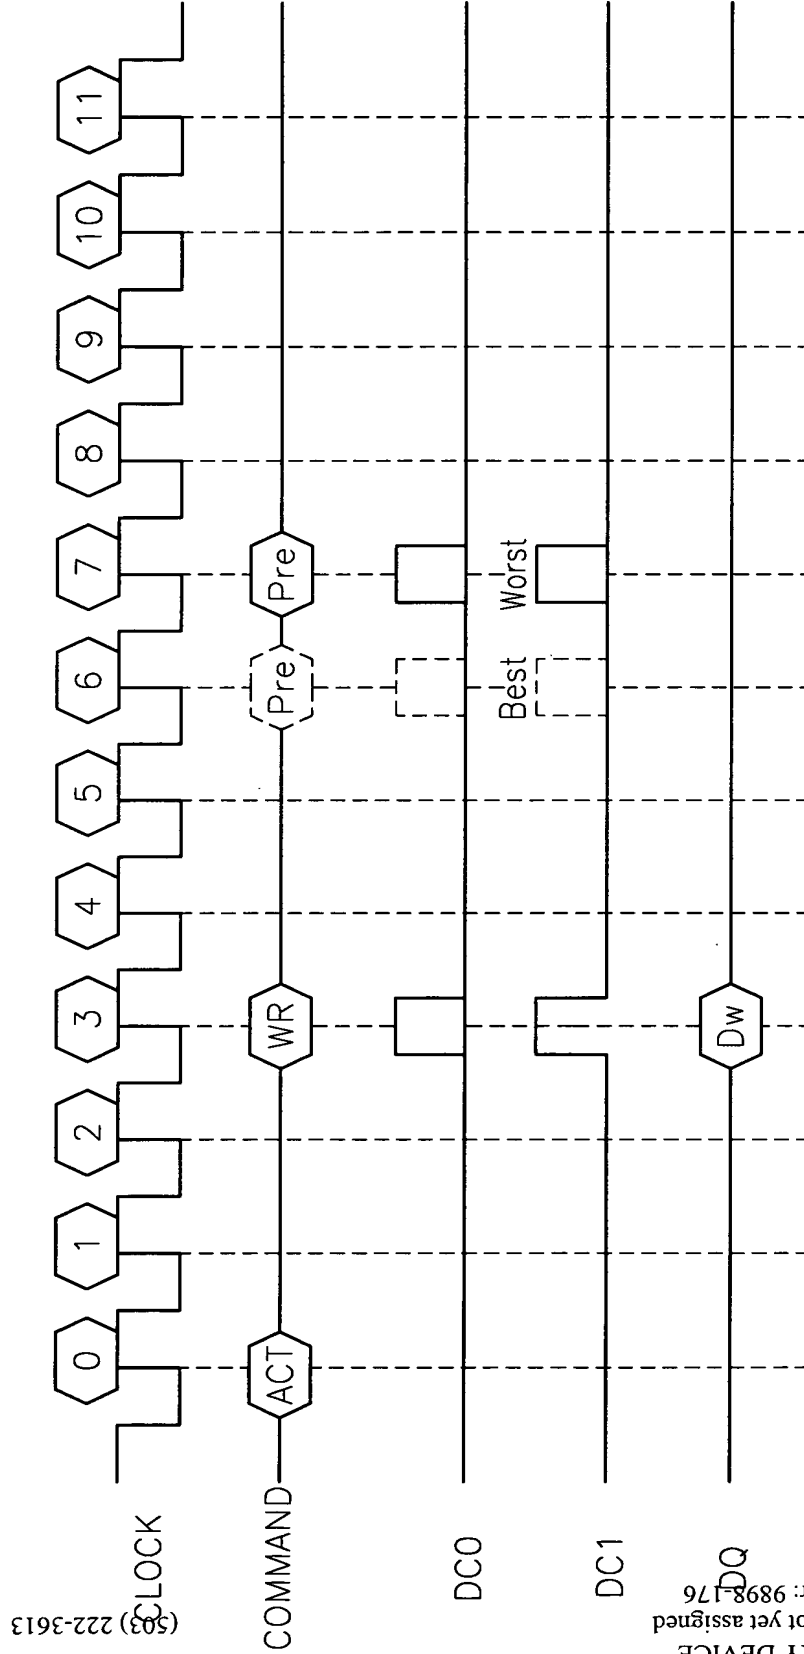 0 1 2 3 4 5 6 7 8 9 10 11
CLOCK
COMMAND ACT WR Pre Pre
DC0
Best Worst
DC1
DQ Dw
(503) 222-3613
r: 9898-176
ot yet assigned
Y DEVICE